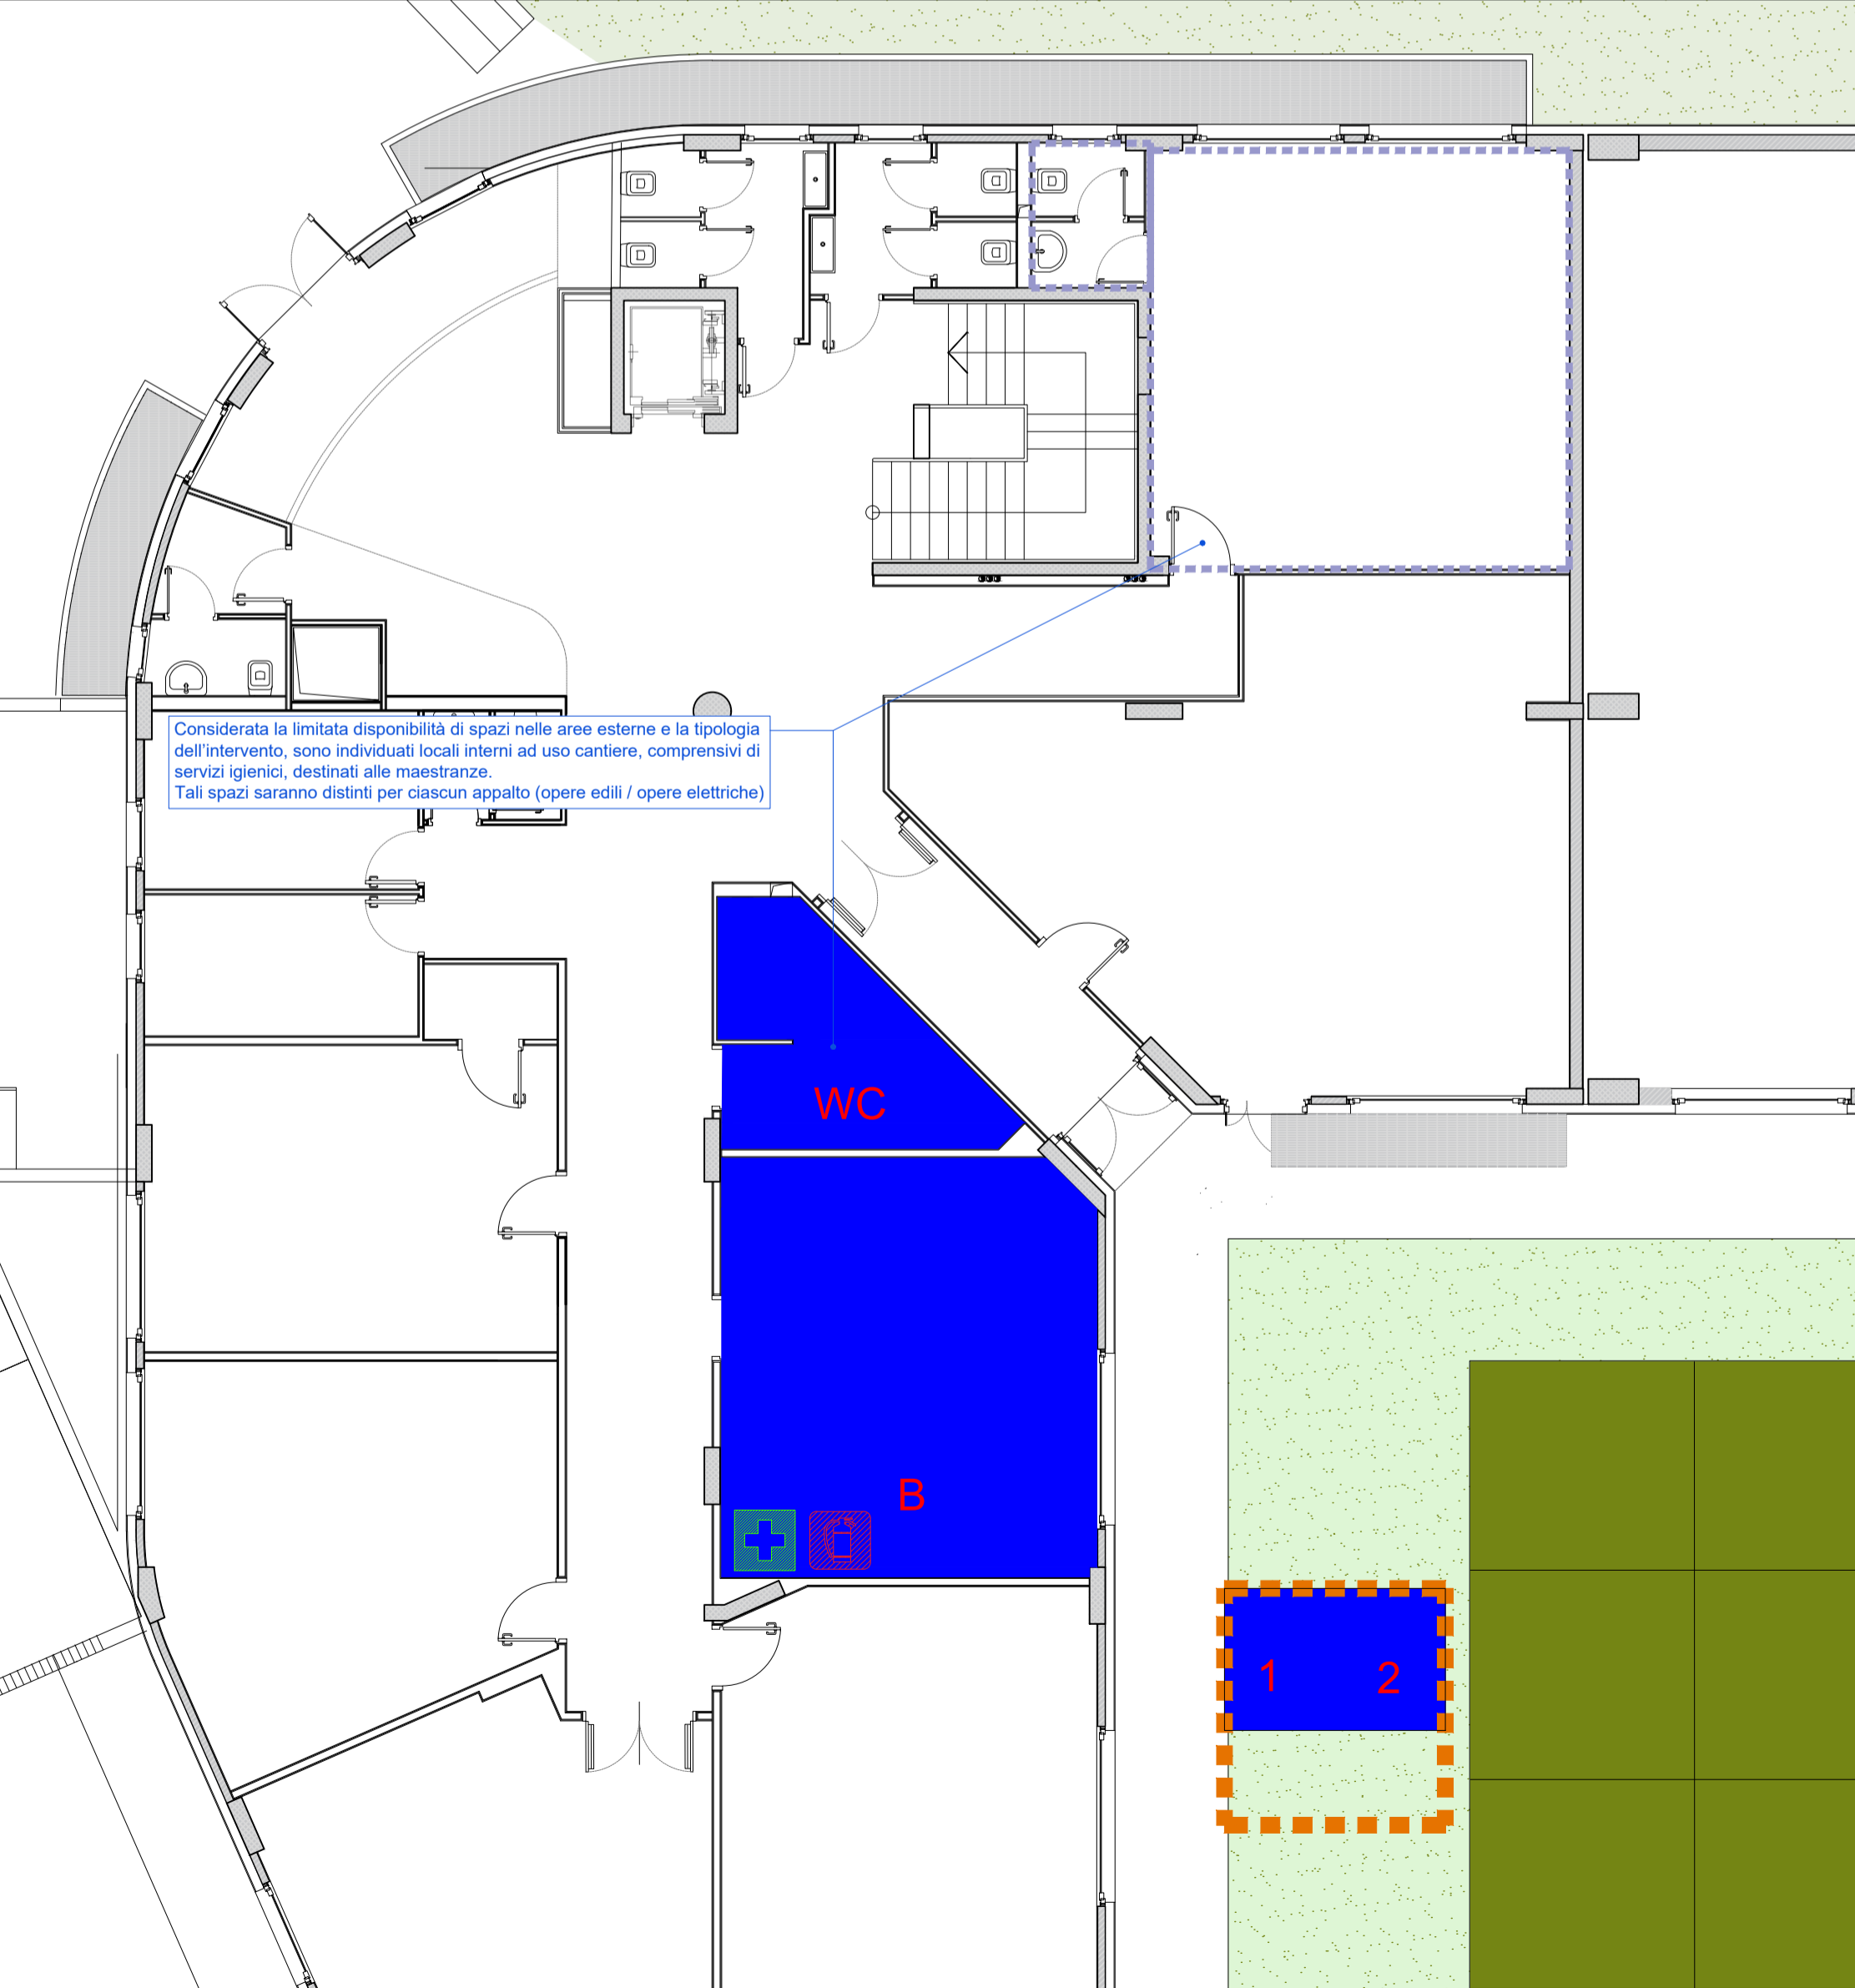 Considerata la limitata disponibilità di spazi nelle aree esterne e la tipologia
dell'intervento, sono individuati locali interni ad uso cantiere, comprensivi di
servizi igienici, destinati alle maestranze.
Tali spazi saranno distinti per ciascun appalto (opere edili / opere elettriche)
WC
B
1 2